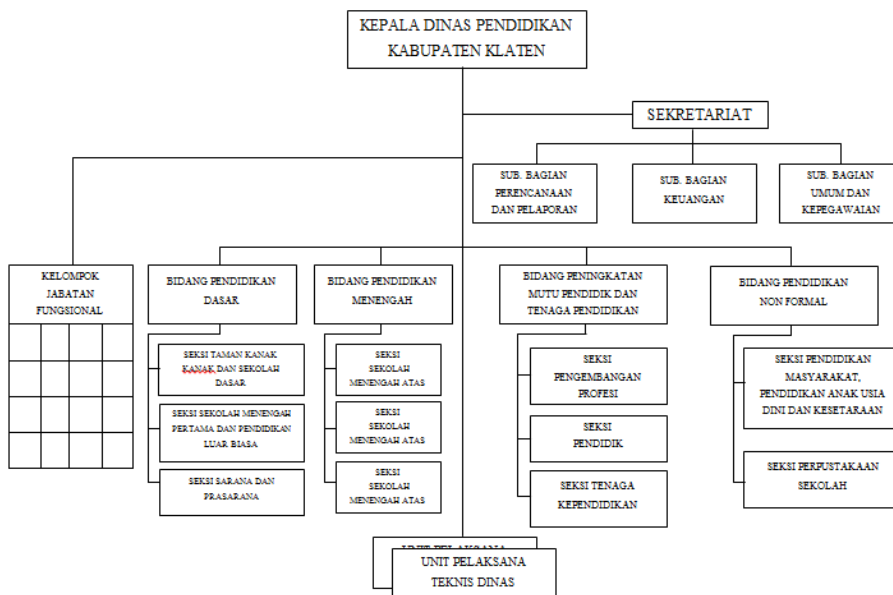 KEPALA DINAS PENDIDIKAN
KABUPATEN KLATEN
SEKRETARIAT
SUB. BAGIAN
PERENCANAAN
DAN PELAPORAN
SUB. BAGIAN
KEUANGAN
SUB. BAGIAN
UMUM DAN
KEPEGAWAIAN
KELOMPOK
JABATAN
FUNGSIONAL
BIDANG PENDIDIKAN
DASAR
SEKSI TAMAN KANAK
KANAK DAN SEKOLAH
DASAR
SEKSI SEKOLAH MENENGAH
PERTAMA DAN PENDIDIKAN
LUAR BIASA
SEKSI SARANA DAN
PRASARANA
BIDANG PENDIDIKAN
MENENGAH
SEKSI
SEKOLAH
MENENGAH ATAS
SEKSI
SEKOLAH
MENENGAH ATAS
SEKSI
SEKOLAH
MENENGAH ATAS
BIDANG PENINGKATAN
MUTU PENDIDIK DAN
TENAGA PENDIDIKAN
SEKSI
PENGEMBANGAN
PROFESI
SEKSI
PENDIDIK
SEKSI TENAGA
KEPENDIDIKAN
BIDANG PENDIDIKAN
NON FORMAL
SEKSI PENDIDIKAN
MASYARAKAT,
PENDIDIKAN ANAK USIA
DINI DAN KESETARAAN
SEKSI PERPUSTAKAAN
SEKOLAH
UNIT PELAKSANA
UNIT PELAKSANA
TEKNIS DINAS